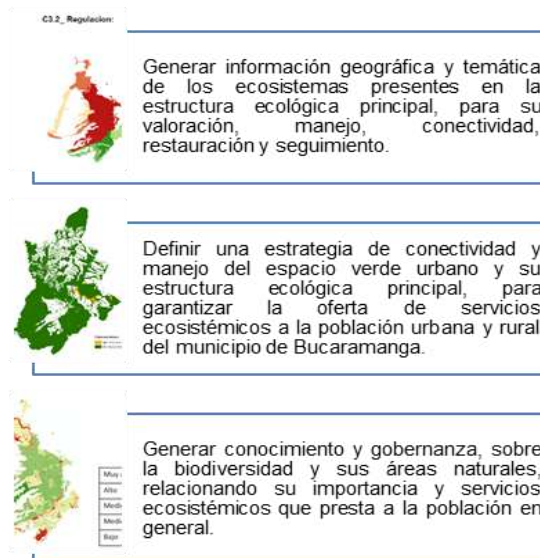 C3.2_ Regulacion:
Generar información geográfica y temática
de los ecosistemas presentes en la
estructura ecológica principal, para su
valoración, manejo, conectividad,
restauración y seguimiento.
Definir una estrategia de conectividad y
manejo del espacio verde urbano y su
estructura ecológica principal, para
garantizar la oferta de servicios
ecosistémicos a la población urbana y rural
del municipio de Bucaramanga.
Generar conocimiento y gobernanza, sobre
la biodiversidad y sus áreas naturales,
relacionando su importancia y servicios
ecosistémicos que presta a la población en
general.
Muy
Alto
Medi
Medi
Bajo